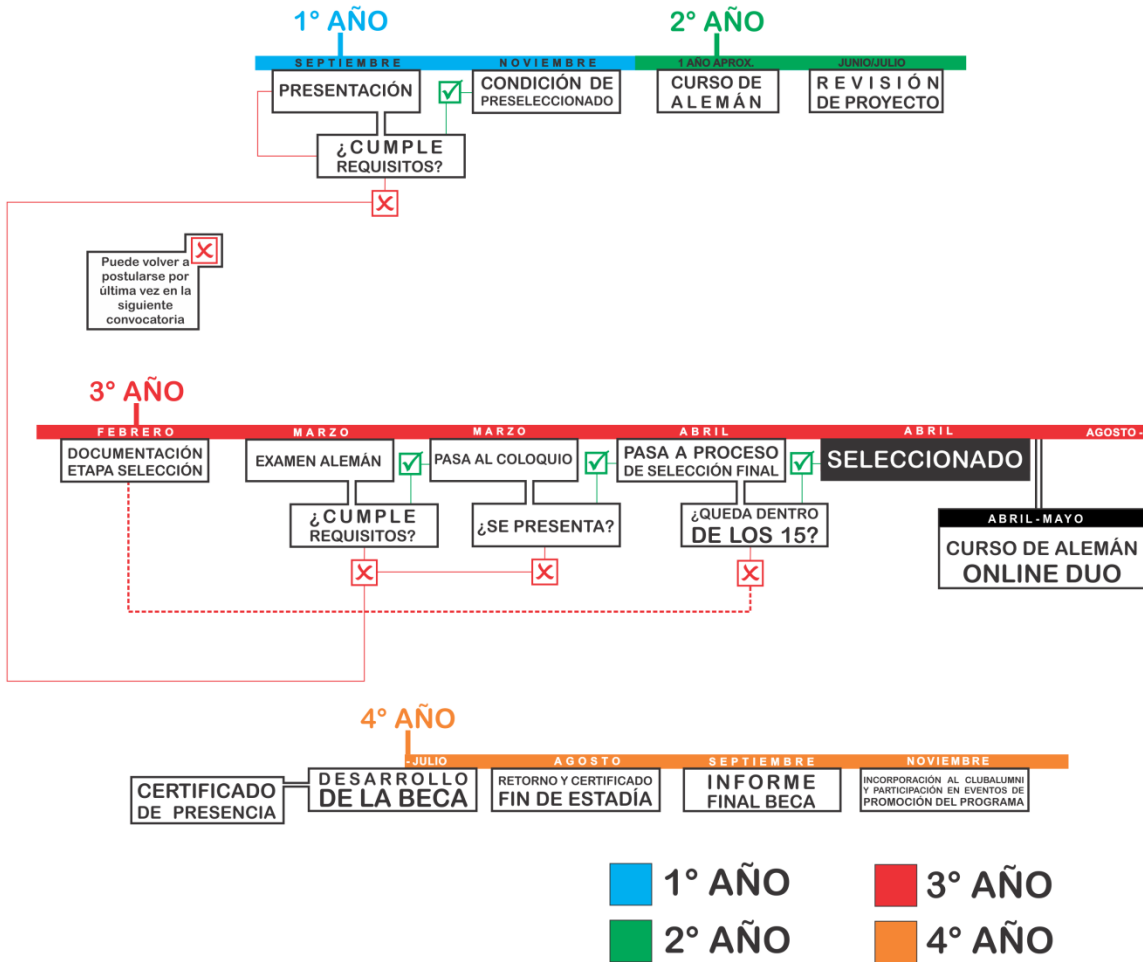 1° AÑO
2° AÑO
SEPTIEMBRE
NOVIEMBRE
1 AÑO APROX.
JUNIO/JULIO
PRESENTACIÓN
CONDICIÓN DE
PRESELECCIONADO
CURSO DE
ALEMÁN
REVISIÓN
DE PROYECTO
¿CUMPLE
REQUISITOS?
Puede volver a
postularse por
última vez en la
siguiente
convocatoria
3° AÑO
FEBRERO
MARZO
MARZO
ABRIL
ABRIL
AGOSTO -
DOCUMENTACIÓN
ETAPA SELECCIÓN
EXAMEN ALEMÁN
PASA AL COLOQUIO
PASA A PROCESO
DE SELECCIÓN FINAL
SELECCIONADO
¿CUMPLE
REQUISITOS?
¿SE PRESENTA?
¿QUEDA DENTRO
DE LOS 15?
ABRIL-MAYO
CURSO DE ALEMÁN
ONLINE DUO
4° AÑO
- JULIO
AGOSTO
SEPTIEMBRE
NOVIEMBRE
CERTIFICADO
DE PRESENCIA
DESARROLLO
DE LA BECA
RETORNO Y CERTIFICADO
FIN DE ESTADÍA
INFORME
FINAL BECA
INCORPORACIÓN AL CLUBALUMNI
Y PARTICIPACIÓN EN EVENTOS DE
PROMOCIÓN DEL PROGRAMA
1° AÑO
3° AÑO
2° AÑO
4° AÑO